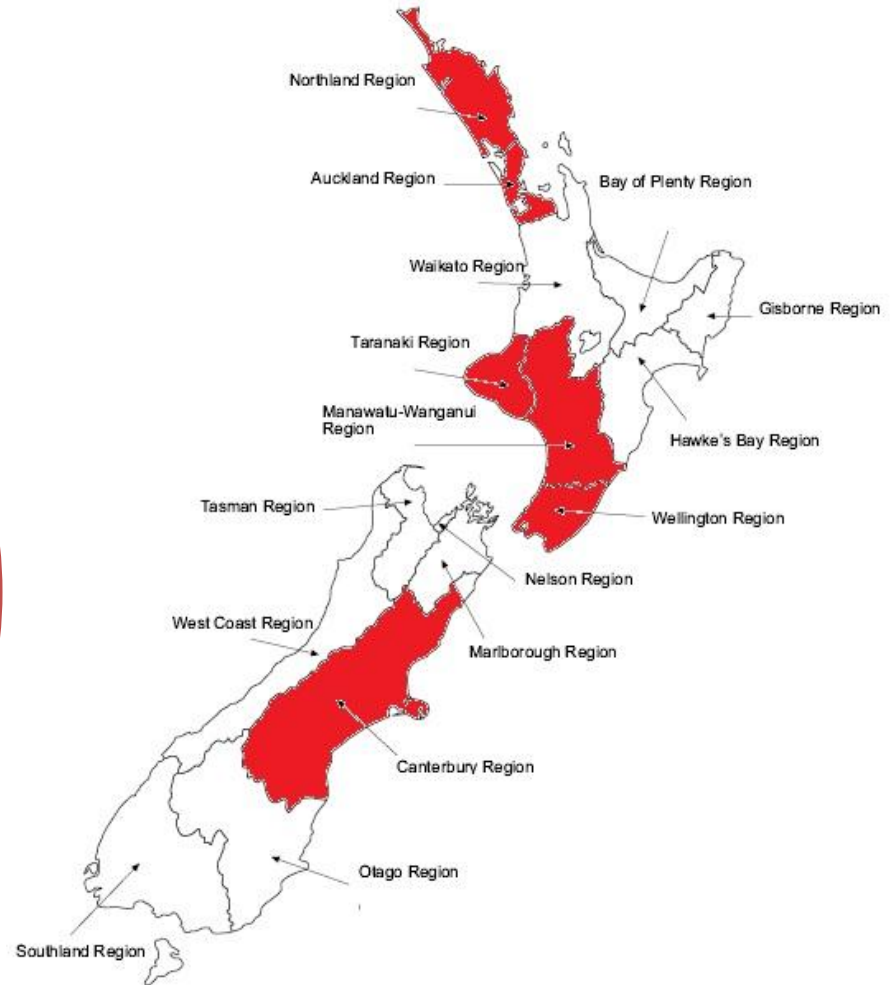 Northland Region
Auckland Region
Bay of Plenty Region
Waikato Region
Gisborne Region
Taranaki Region
Manawatu-Wanganui
Region
Hawke's Bay Region
Tasman Region
Wellington Region
Nelson Region
West Coast Region
Marlborough Region
Canterbury Region
Otago Region
Southland Region